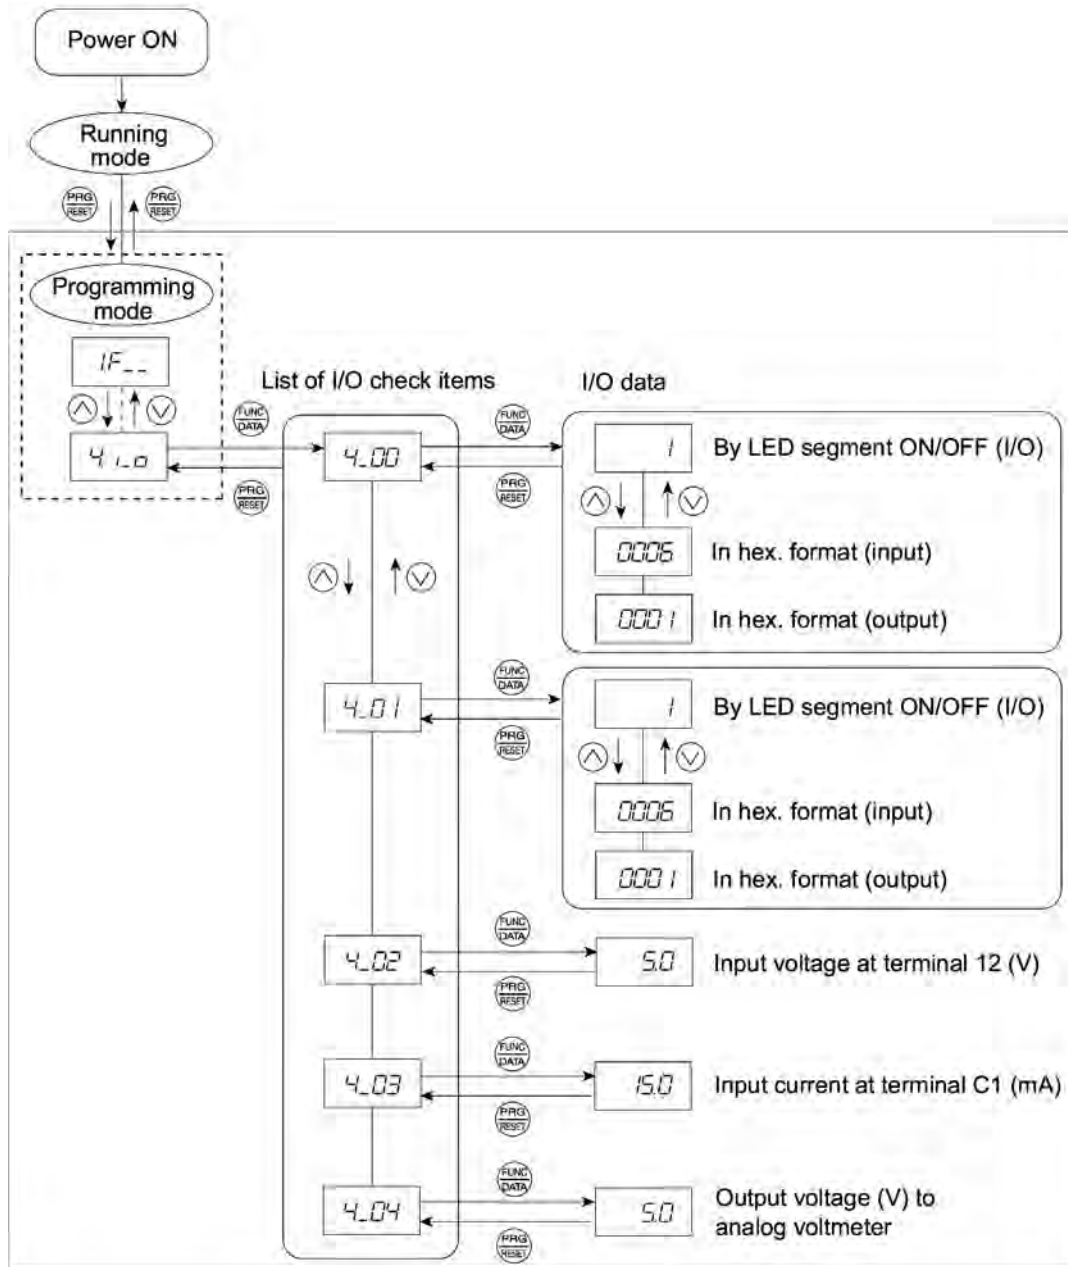 Power ON
Running
mode
PRG
RESET
PRG
RESET
Programming
mode
1.F__
4.i_o
List of I/O check items
I/O data
FUNC
DATA
PRG
RESET
4_00
FUNC
DATA
PRG
RESET
1
By LED segment ON/OFF (I/O)
0006
In hex. format (input)
0001
In hex. format (output)
4_01
FUNC
DATA
PRG
RESET
1
By LED segment ON/OFF (I/O)
0006
In hex. format (input)
0001
In hex. format (output)
4_02
FUNC
DATA
PRG
RESET
5.0
Input voltage at terminal 12 (V)
4_03
FUNC
DATA
PRG
RESET
15.0
Input current at terminal C1 (mA)
4_04
FUNC
DATA
PRG
RESET
5.0
Output voltage (V) to
analog voltmeter